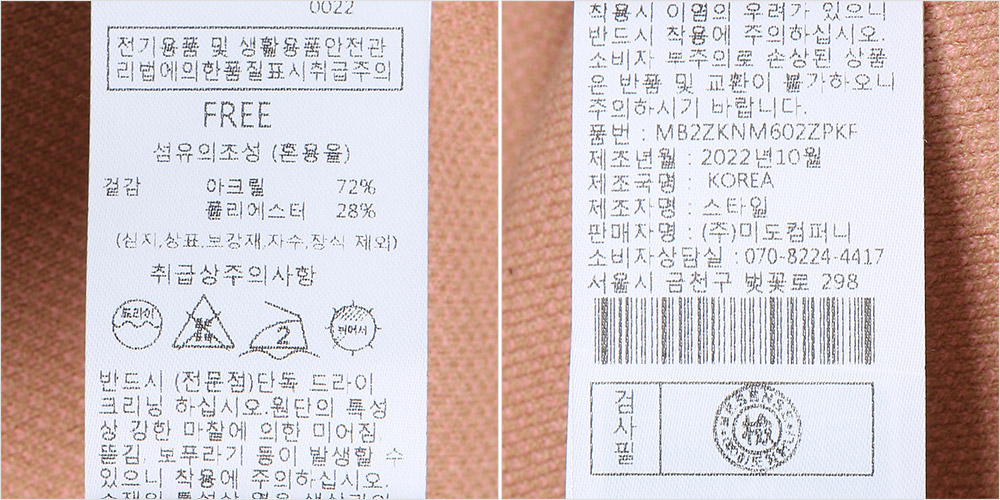 0022
전기용품 및 생활용품안전관
리법에의한품질표시취급주의
FREE
섬유의조성 (혼용율)
겉감 아크릴 72%
폴리에스터 28%
(심지,상표,보강재,자수,장식 제외)
취급상주의사항
드라이
2
뉘어서
반드시 (전문점)단독 드라이
크리닝 하십시오.원단의 특성
상 강한 마찰에 의한 미어짐,
뜯김, 보푸라기 등이 발생할 수
있으니 착용에 주의하십시오.
소재의 특성상
착용시 이염의 우려가 있으니
반드시 착용에 주의하십시오.
소비자 부주의로 손상된 상품
은 반품 및 교환이 불가하오니
주의하시기 바랍니다.
품번 : MB2ZKNM602ZPKF
제조년월 : 2022년10월
제조국명 : KOREA
제조자명 : 스타일
판매자명 : (주)미도컴퍼니
소비자상담실 : 070-8224-4417
서울시 금천구 벚꽃로 298
검
사
필